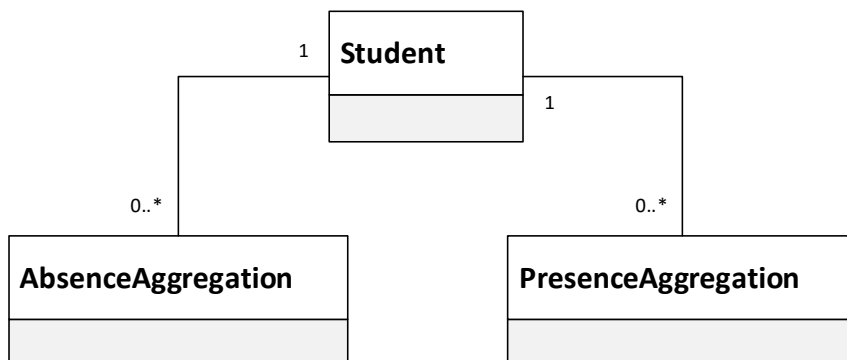 1
Student
1
0..*
0..*
AbsenceAggregation
PresenceAggregation